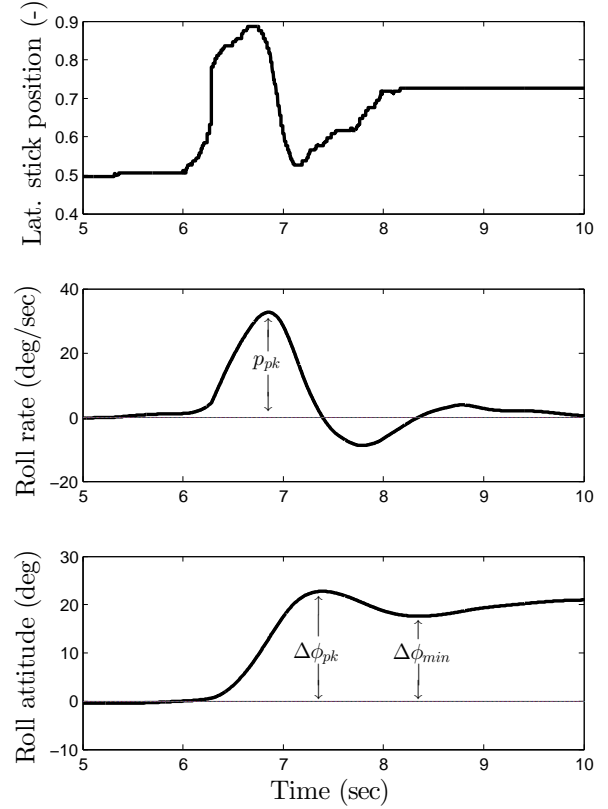 Lat. stick position (-)
0.9
0.8
0.7
0.6
0.5
0.4
5 6 7 8 9 10
Roll rate (deg/sec)
40
20
0
−20
p_pk
5 6 7 8 9 10
Roll attitude (deg)
30
20
10
0
−10
Δϕ_pk
Δϕ_min
5 6 7 8 9 10
Time (sec)